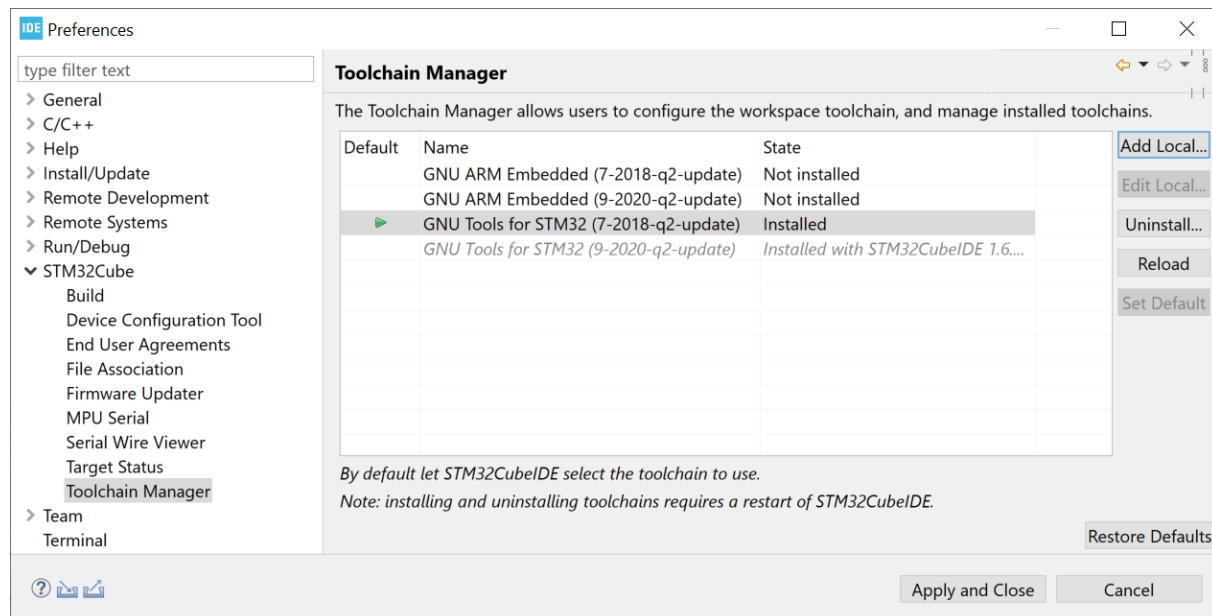 IDE Preferences
type filter text
General
C/C++
Help
Install/Update
Remote Development
Remote Systems
Run/Debug
STM32Cube
Build
Device Configuration Tool
End User Agreements
File Association
Firmware Updater
MPU Serial
Serial Wire Viewer
Target Status
Toolchain Manager
Team
Terminal
Toolchain Manager
The Toolchain Manager allows users to configure the workspace toolchain, and manage installed toolchains.
Default Name State
GNU ARM Embedded (7-2018-q2-update) Not installed
GNU ARM Embedded (9-2020-q2-update) Not installed
GNU Tools for STM32 (7-2018-q2-update) Installed
GNU Tools for STM32 (9-2020-q2-update) Installed with STM32CubeIDE 1.6....
Add Local...
Edit Local...
Uninstall...
Reload
Set Default
By default let STM32CubeIDE select the toolchain to use.
Note: installing and uninstalling toolchains requires a restart of STM32CubeIDE.
Restore Defaults
Apply and Close Cancel